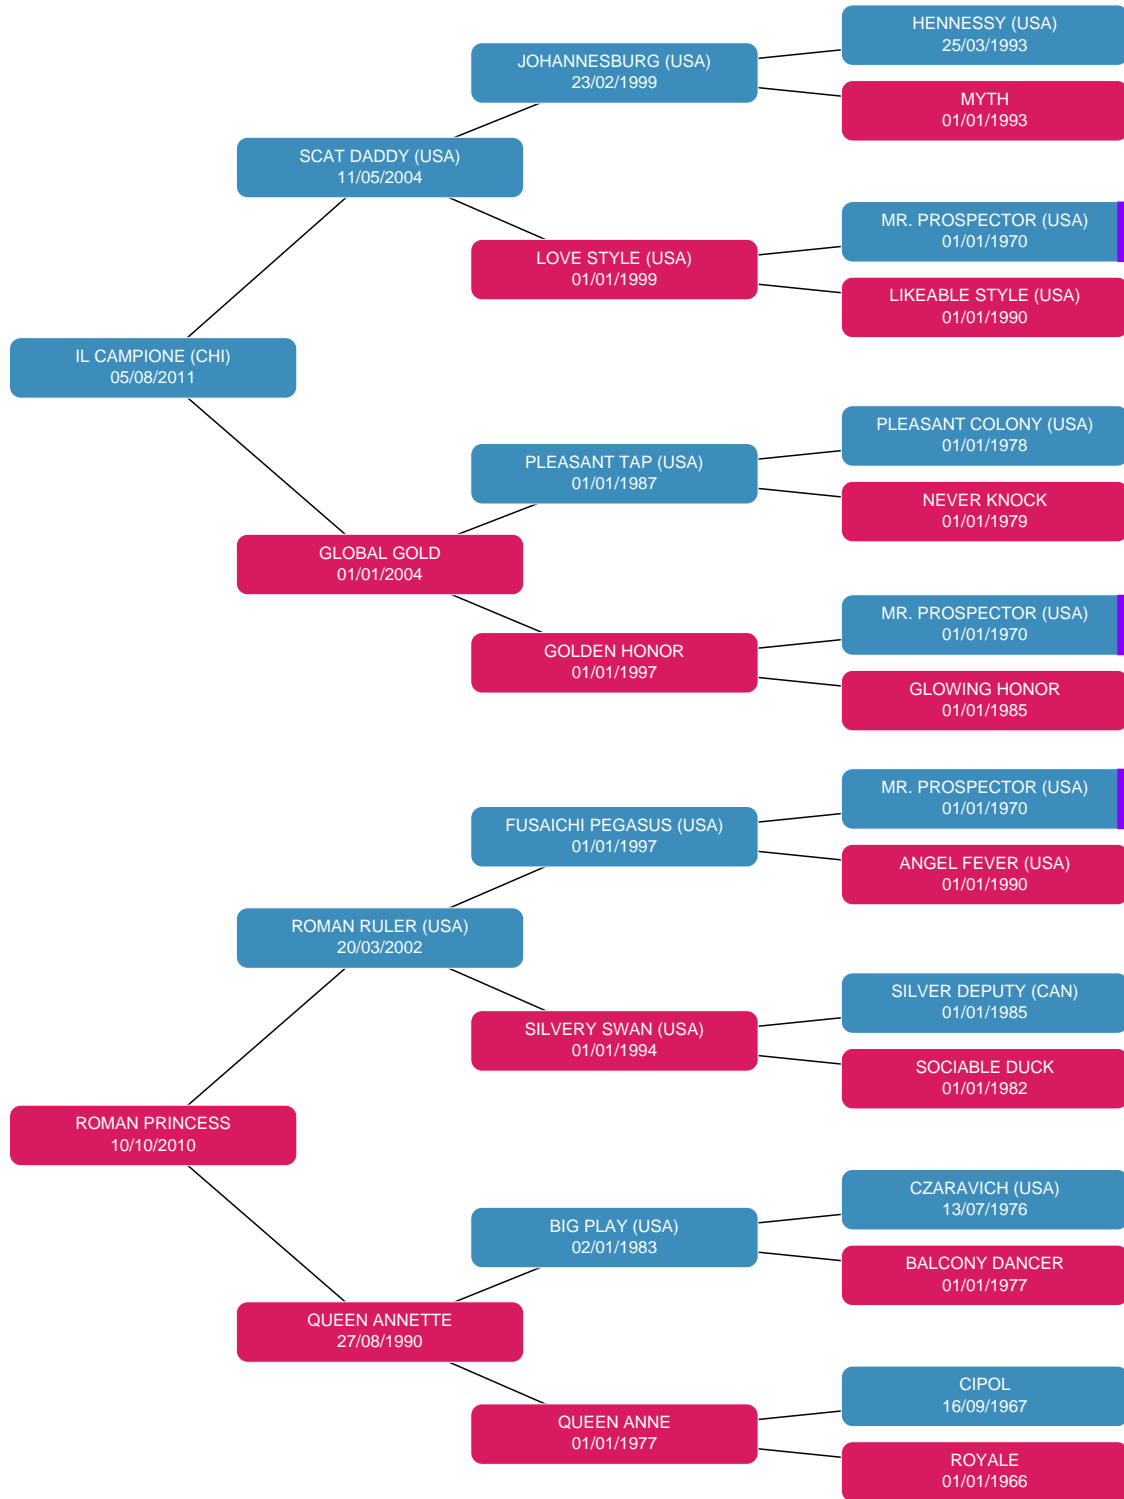 HENNESSY (USA)
25/03/1993
JOHANNESBURG (USA)
23/02/1999
MYTH
01/01/1993
SCAT DADDY (USA)
11/05/2004
MR. PROSPECTOR (USA)
01/01/1970
LOVE STYLE (USA)
01/01/1999
LIKEABLE STYLE (USA)
01/01/1990
IL CAMPIONE (CHI)
05/08/2011
PLEASANT COLONY (USA)
01/01/1978
PLEASANT TAP (USA)
01/01/1987
NEVER KNOCK
01/01/1979
GLOBAL GOLD
01/01/2004
MR. PROSPECTOR (USA)
01/01/1970
GOLDEN HONOR
01/01/1997
GLOWING HONOR
01/01/1985
MR. PROSPECTOR (USA)
01/01/1970
FUSAICHI PEGASUS (USA)
01/01/1997
ANGEL FEVER (USA)
01/01/1990
ROMAN RULER (USA)
20/03/2002
SILVER DEPUTY (CAN)
01/01/1985
SILVERY SWAN (USA)
01/01/1994
SOCIABLE DUCK
01/01/1982
ROMAN PRINCESS
10/10/2010
CZARAVICH (USA)
13/07/1976
BIG PLAY (USA)
02/01/1983
BALCONY DANCER
01/01/1977
QUEEN ANNETTE
27/08/1990
CIPOL
16/09/1967
QUEEN ANNE
01/01/1977
ROYALE
01/01/1966